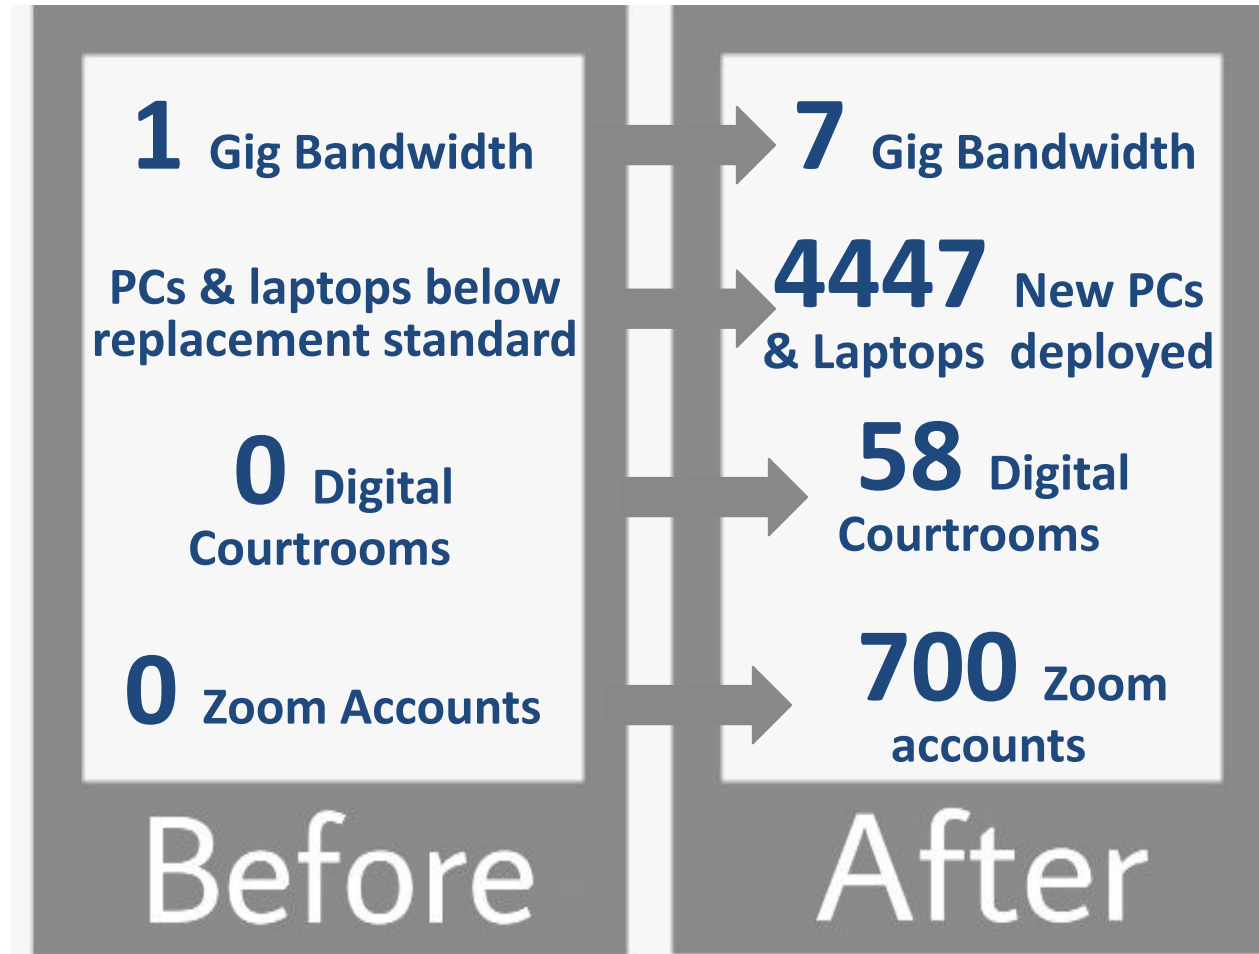 1 Gig Bandwidth
PCs & laptops below
replacement standard
0 Digital
Courtrooms
0 Zoom Accounts
Before
7 Gig Bandwidth
4447 New PCs
& Laptops deployed
58 Digital
Courtrooms
700 Zoom
accounts
After